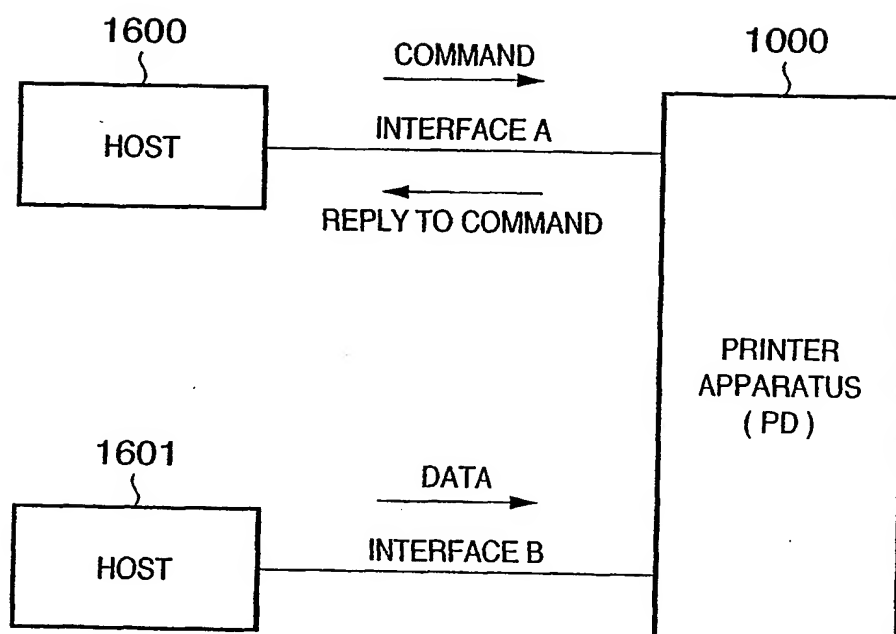 1600
COMMAND
1000
HOST
INTERFACE A
REPLY TO COMMAND
PRINTER
APPARATUS
( PD )
1601
DATA
HOST
INTERFACE B